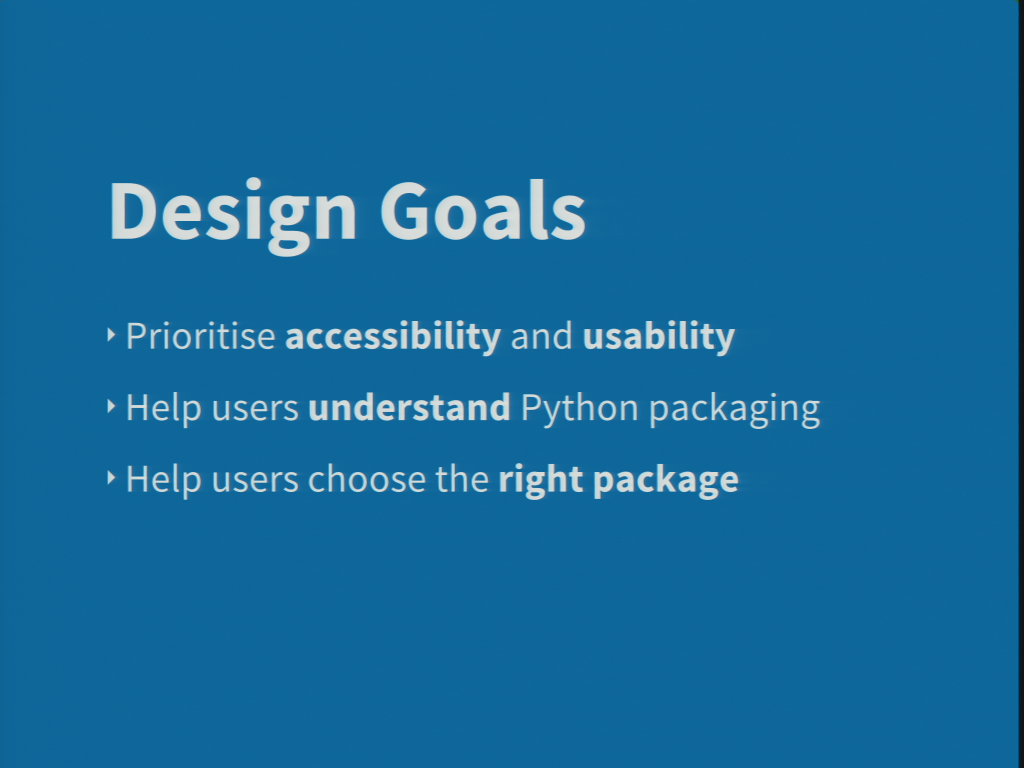 Design Goals
Prioritise accessibility and usability
Help users understand Python packaging
Help users choose the right package